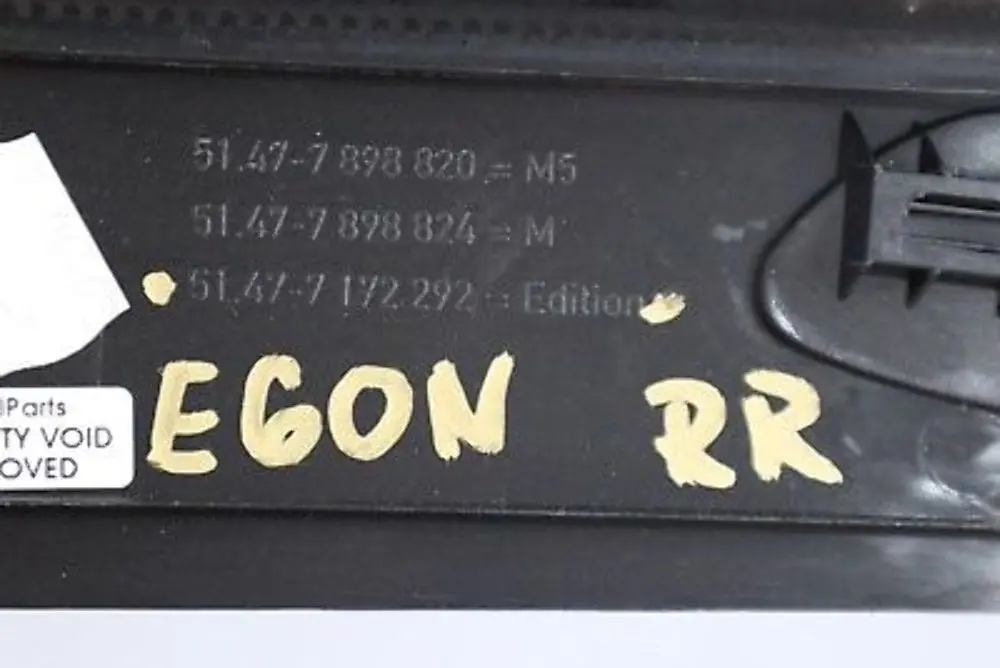 51.47-7 898 820 = M5
51.47-7 898 824 = M
51.47-7 172 292 = Edition
EGON RR
Parts
TY VOID
OVED